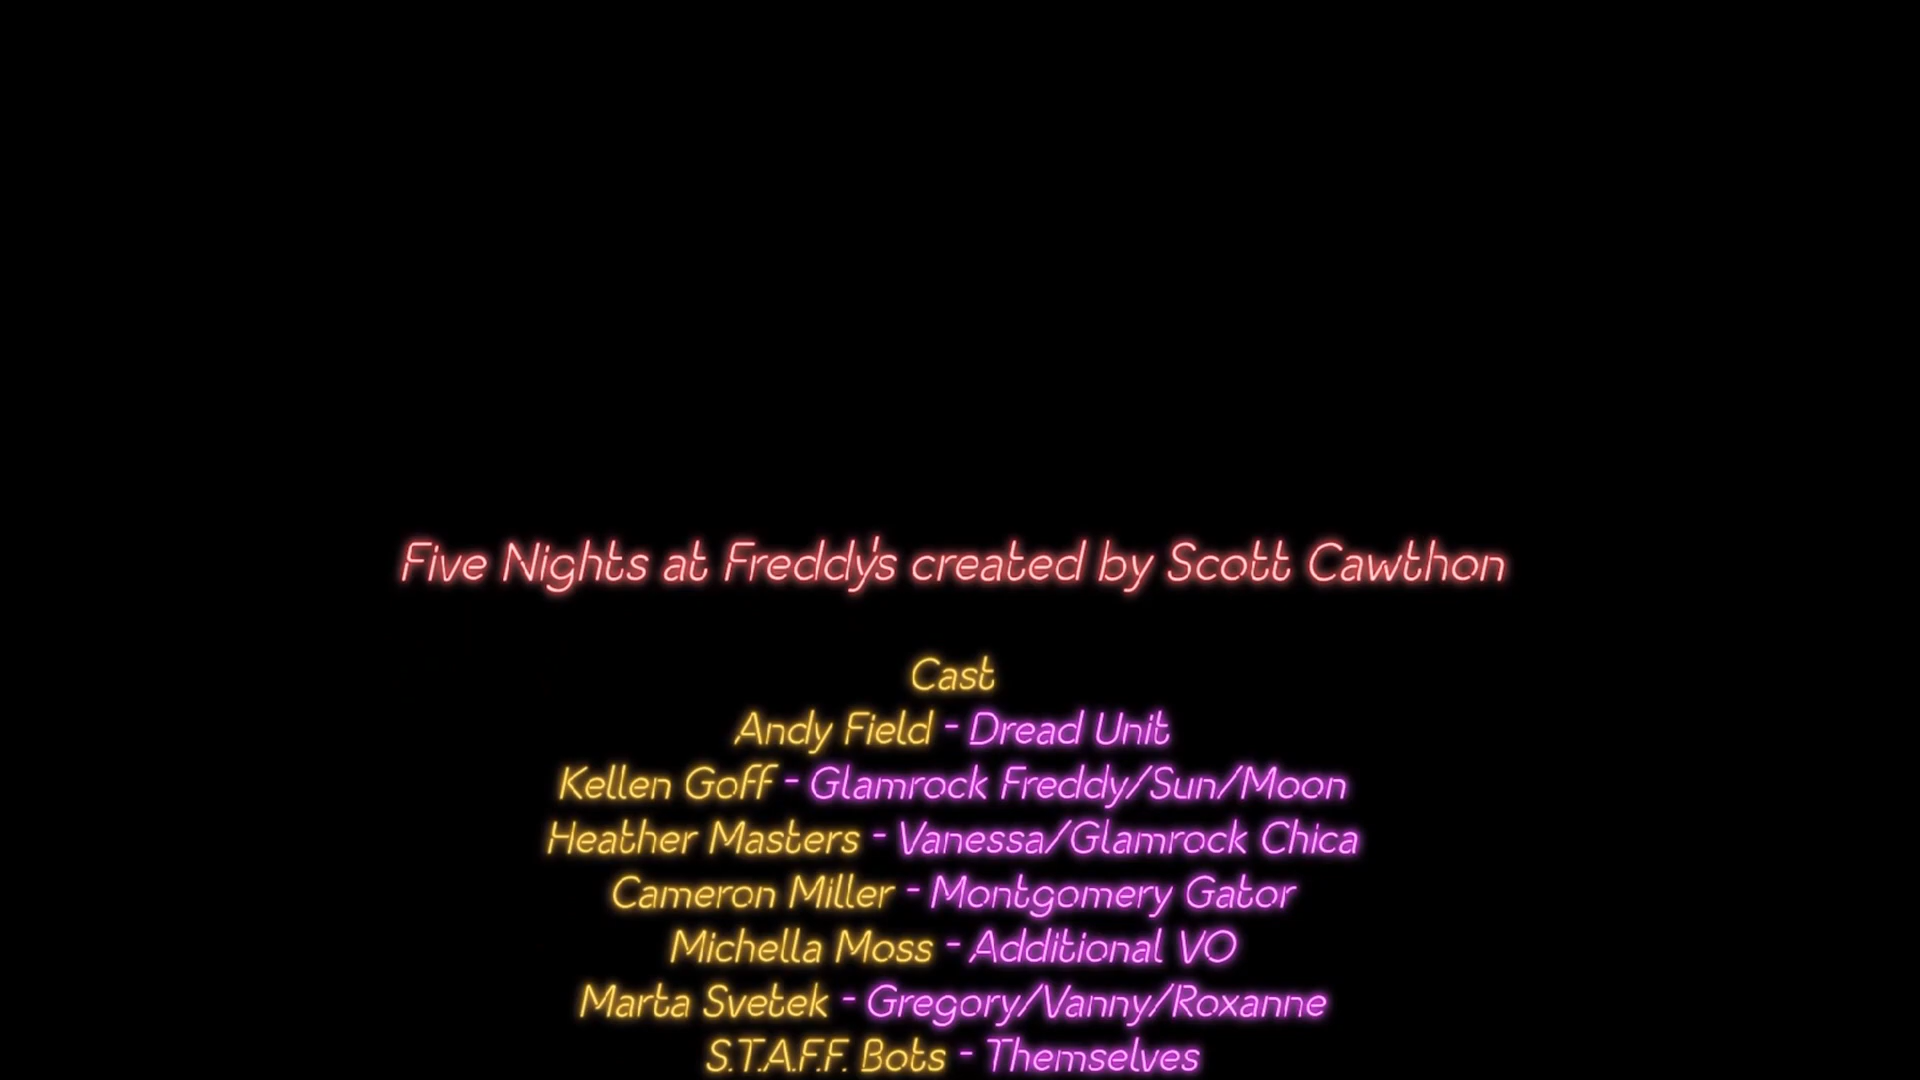 Five Nights at Freddy's created by Scott Cawthon
Cast
Andy Field - Dread Unit
Kellen Goff - Glamrock Freddy/Sun/Moon
Heather Masters - Vanessa/Glamrock Chica
Cameron Miller - Montgomery Gator
Michella Moss - Additional VO
Marta Svetek - Gregory/Vanny/Roxanne
S.T.A.F.F. Bots - Themselves